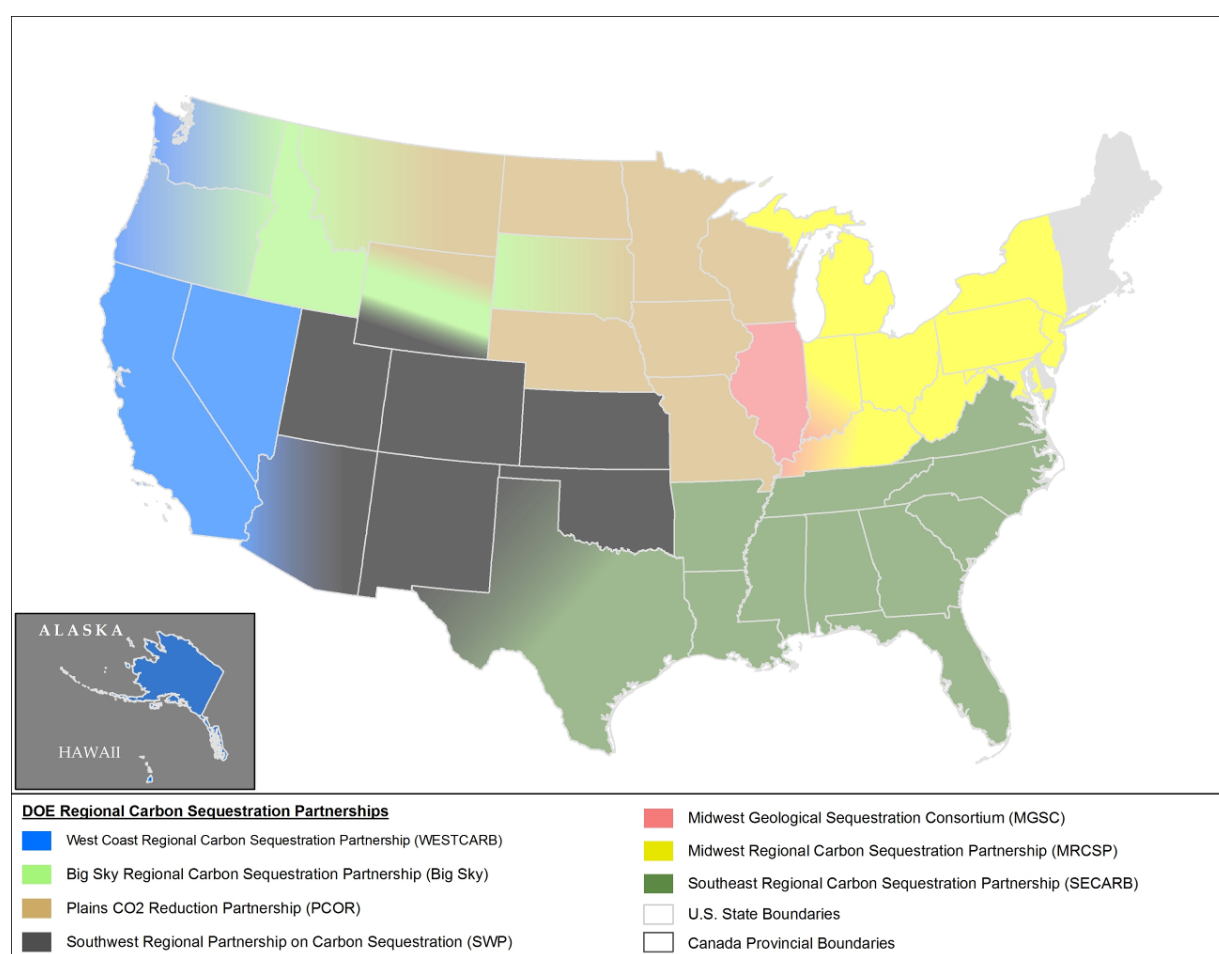 ALASKA
HAWAII
DOE Regional Carbon Sequestration Partnerships
West Coast Regional Carbon Sequestration Partnership (WESTCARB)
Big Sky Regional Carbon Sequestration Partnership (Big Sky)
Plains CO2 Reduction Partnership (PCOR)
Southwest Regional Partnership on Carbon Sequestration (SWP)
Midwest Geological Sequestration Consortium (MGSC)
Midwest Regional Carbon Sequestration Partnership (MRCSP)
Southeast Regional Carbon Sequestration Partnership (SECARB)
U.S. State Boundaries
Canada Provincial Boundaries